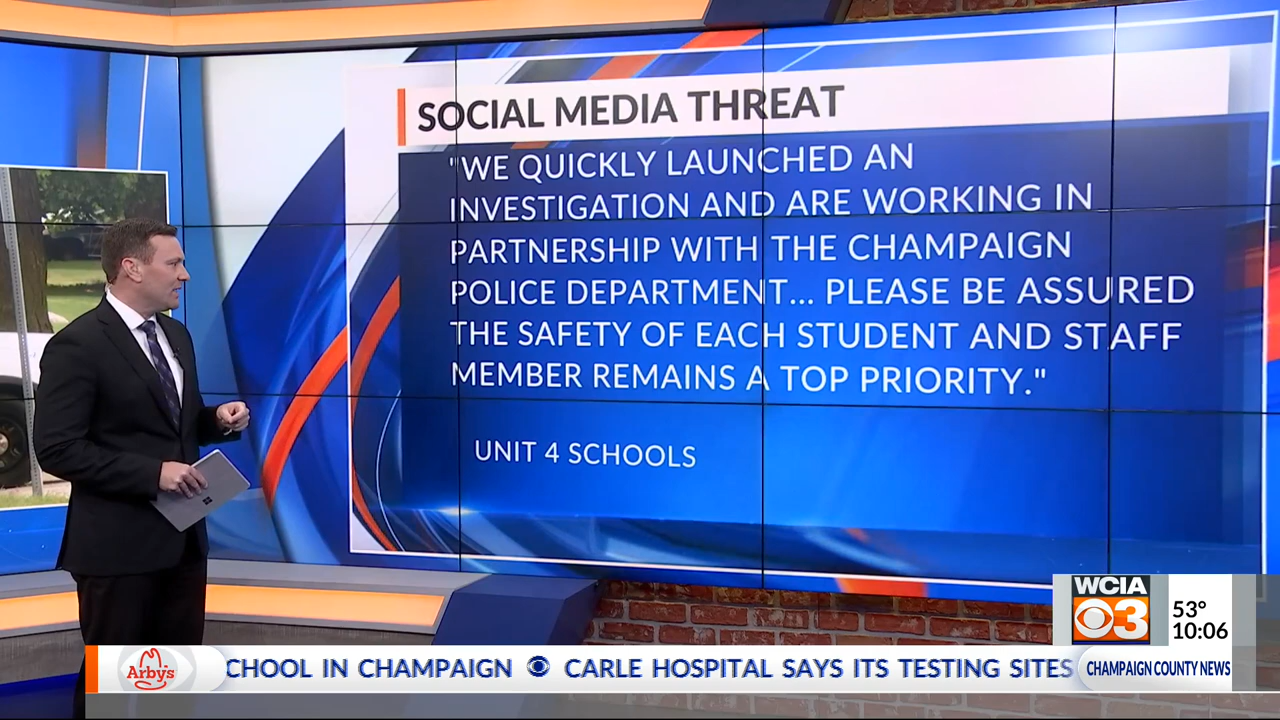 SOCIAL MEDIA THREAT
"WE QUICKLY LAUNCHED AN
INVESTIGATION AND ARE WORKING IN
PARTNERSHIP WITH THE CHAMPAIGN
POLICE DEPARTMENT... PLEASE BE ASSURED
THE SAFETY OF EACH STUDENT AND STAFF
MEMBER REMAINS A TOP PRIORITY."
UNIT 4 SCHOOLS
WCIA
3
53°
10:06
Arby's
CHOOL IN CHAMPAIGN
CARLE HOSPITAL SAYS ITS TESTING SITES
CHAMPAIGN COUNTY NEWS